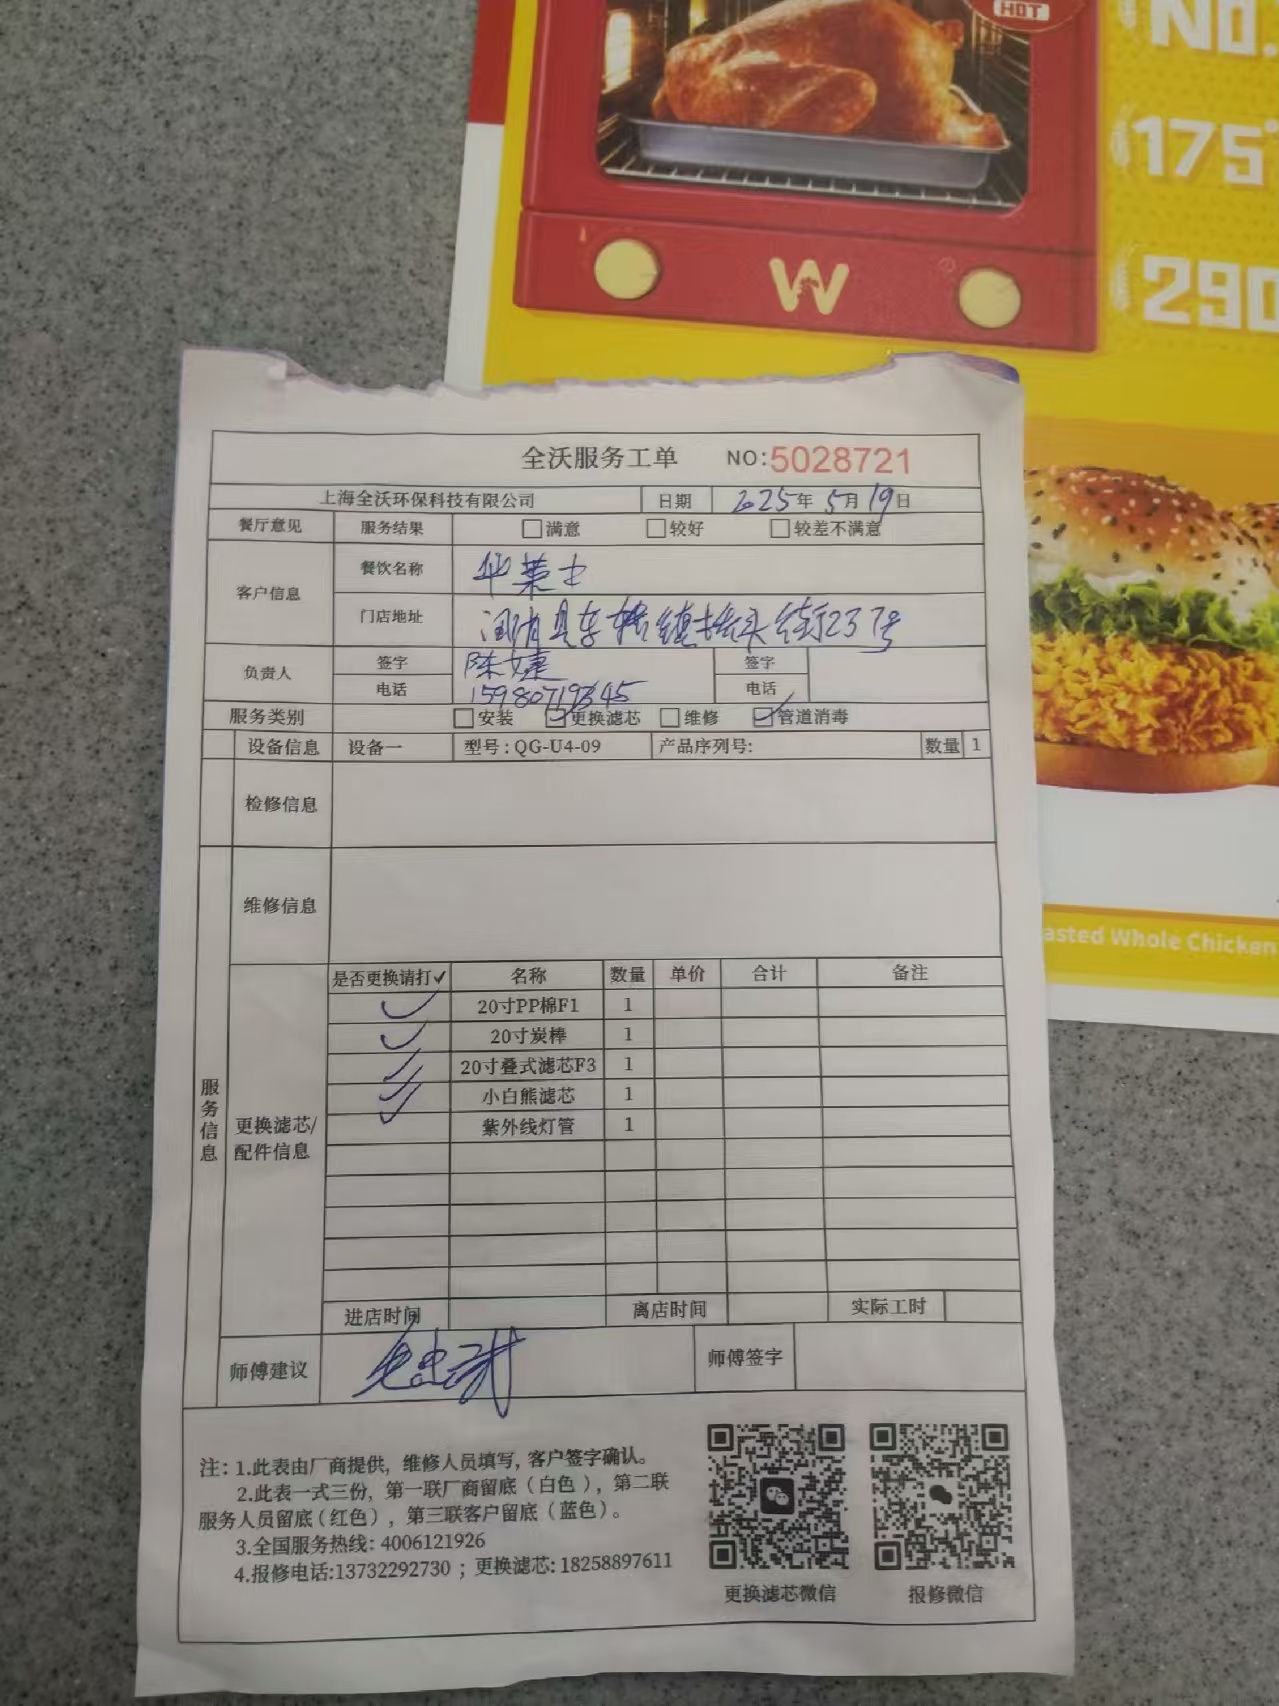 HOT
NO.
175°
290
W
asted Whole Chicken
全沃服务工单 NO:5028721
上海全沃环保科技有限公司 日期 2025年5月19日
餐厅意见 服务结果 □满意 □较好 □较差不满意
客户信息 餐饮名称 华莱士
门店地址 闽清县东桥镇桥头街237号
负责人 签字 陈女婕 签字
电话 15980719345 电话
服务类别 □安装 ☑更换滤芯 □维修 ☑管道消毒
设备信息 设备一 型号:QG-U4-09 产品序列号: 数量 1
检修信息
维修信息
服务信息
更换滤芯/配件信息
是否更换请打✓ 名称 数量 单价 合计 备注
✓ 20寸PP棉F1 1
✓ 20寸炭棒 1
✓ 20寸叠式滤芯F3 1
✓ 小白熊滤芯 1
✓ 紫外线灯管 1
进店时间 离店时间 实际工时
师傅建议 师傅签字
注：1.此表由厂商提供，维修人员填写，客户签字确认。
2.此表一式三份，第一联厂商留底（白色），第二联
服务人员留底（红色），第三联客户留底（蓝色）。
3.全国服务热线: 4006121926
4.报修电话:13732292730 ；更换滤芯: 18258897611
更换滤芯微信 报修微信